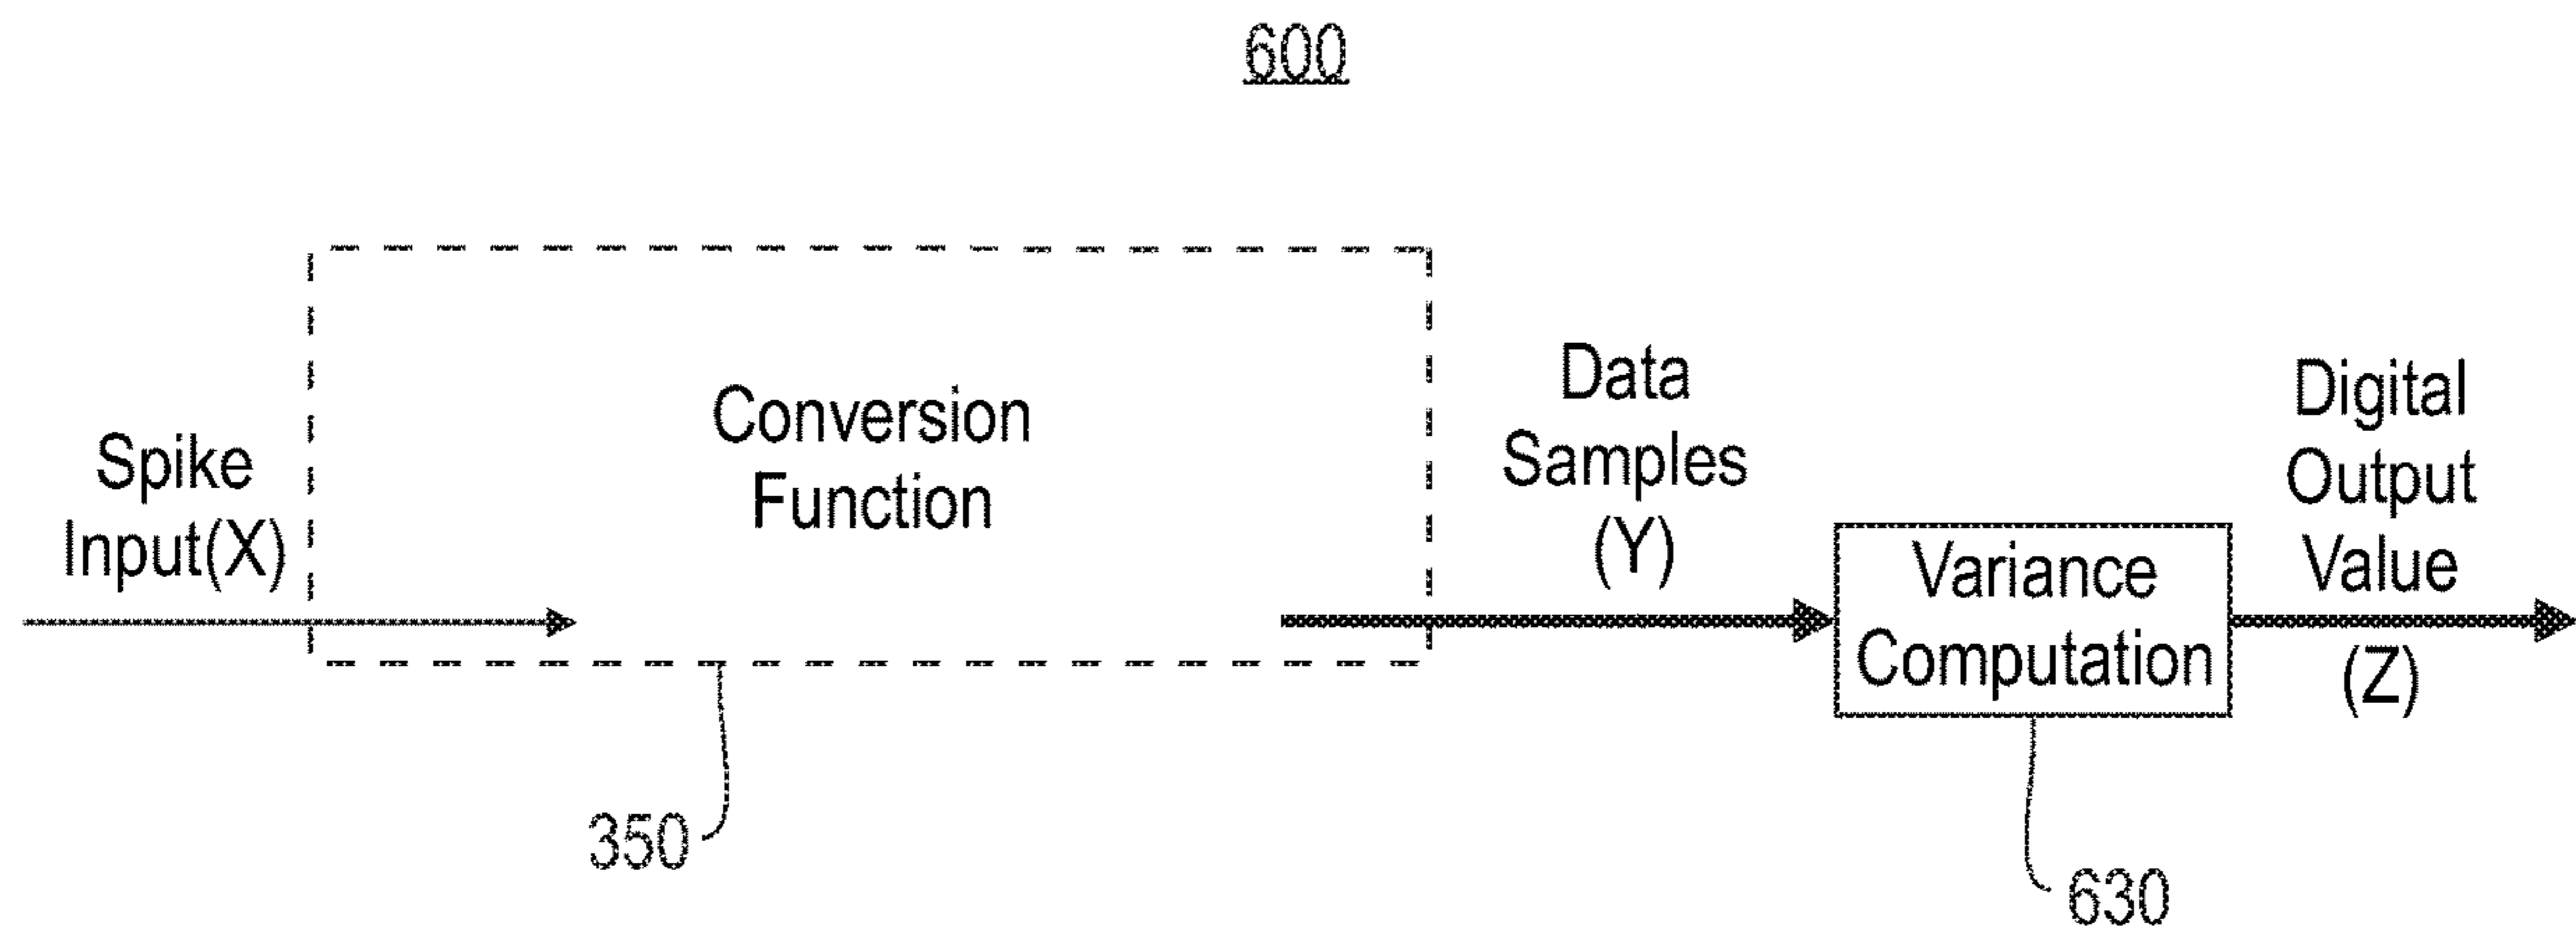 600
Spike
Input(X)
Conversion
Function
Data
Samples
(Y)
Variance
Computation
Digital
Output
Value
(Z)
350
630